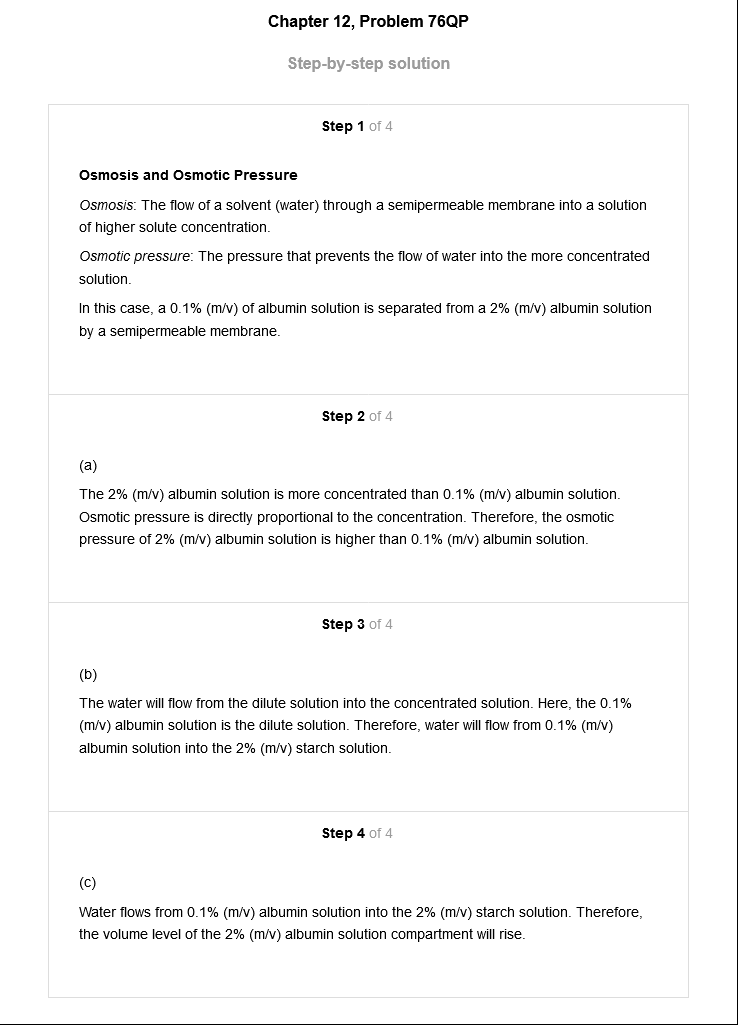 Chapter 12, Problem 76QP
Step-by-step solution
Step 1 of 4
Osmosis and Osmotic Pressure
Osmosis: The flow of a solvent (water) through a semipermeable membrane into a solution
of higher solute concentration.
Osmotic pressure: The pressure that prevents the flow of water into the more concentrated
solution.
In this case, a 0.1% (m/v) of albumin solution is separated from a 2% (m/v) albumin solution
by a semipermeable membrane.
Step 2 of 4
(a)
The 2% (m/v) albumin solution is more concentrated than 0.1% (m/v) albumin solution.
Osmotic pressure is directly proportional to the concentration. Therefore, the osmotic
pressure of 2% (m/v) albumin solution is higher than 0.1% (m/v) albumin solution.
Step 3 of 4
(b)
The water will flow from the dilute solution into the concentrated solution. Here, the 0.1%
(m/v) albumin solution is the dilute solution. Therefore, water will flow from 0.1% (m/v)
albumin solution into the 2% (m/v) starch solution.
Step 4 of 4
(c)
Water flows from 0.1% (m/v) albumin solution into the 2% (m/v) starch solution. Therefore,
the volume level of the 2% (m/v) albumin solution compartment will rise.